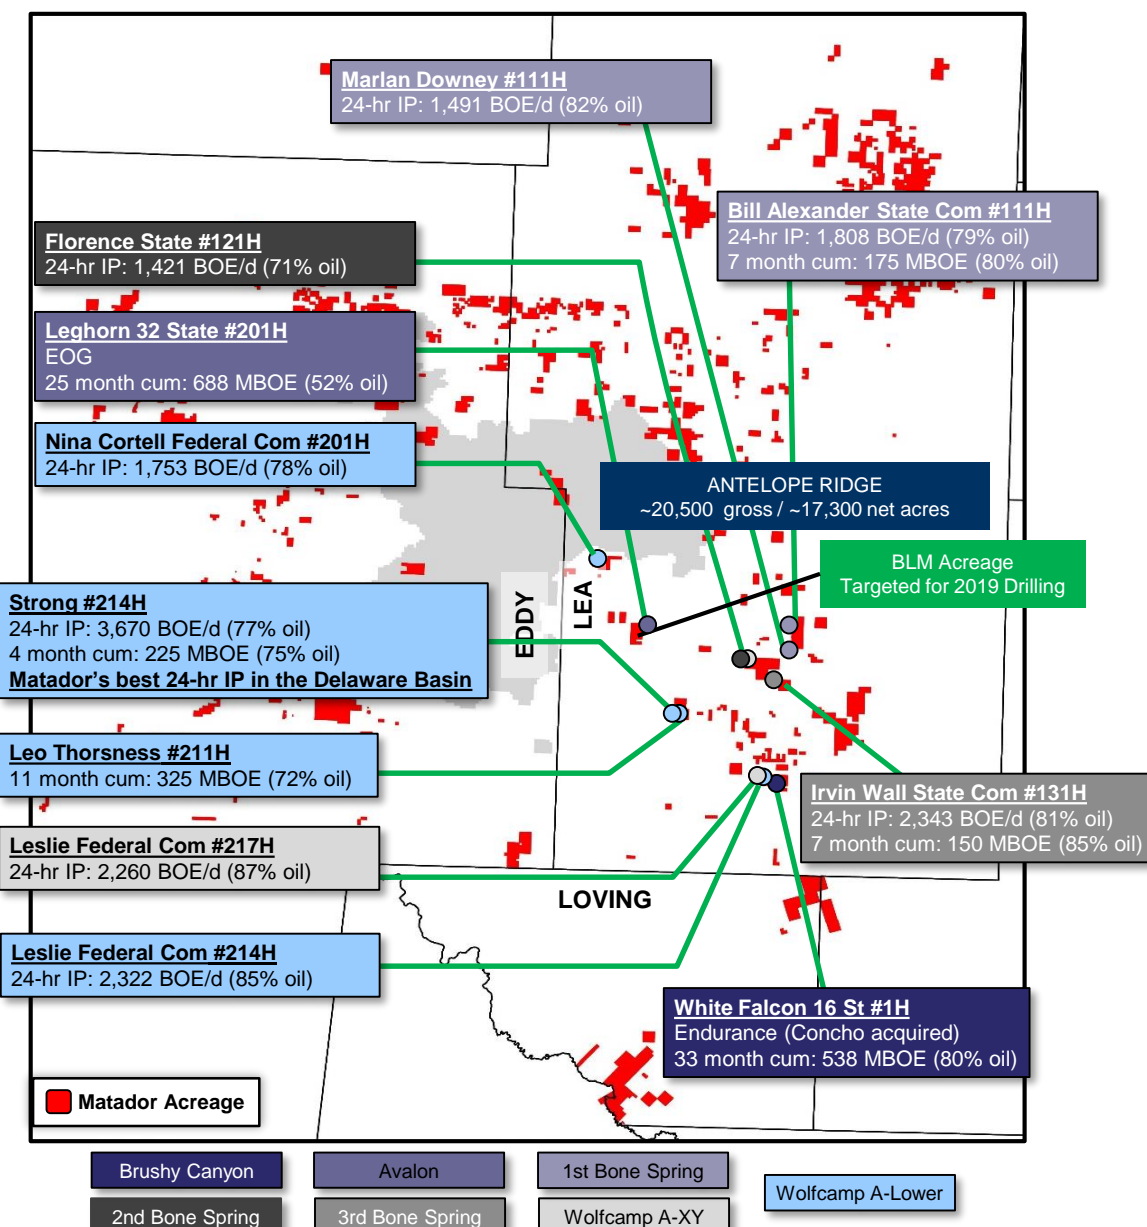 Marlan Downey #111H
24-hr IP: 1,491 BOE/d (82% oil)
Bill Alexander State Com #111H
24-hr IP: 1,808 BOE/d (79% oil)
7 month cum: 175 MBOE (80% oil)
Florence State #121H
24-hr IP: 1,421 BOE/d (71% oil)
Leghorn 32 State #201H
EOG
25 month cum: 688 MBOE (52% oil)
Nina Cortell Federal Com #201H
24-hr IP: 1,753 BOE/d (78% oil)
ANTELOPE RIDGE
~20,500 gross / ~17,300 net acres
BLM Acreage
Targeted for 2019 Drilling
EDDY
LEA
Strong #214H
24-hr IP: 3,670 BOE/d (77% oil)
4 month cum: 225 MBOE (75% oil)
Matador's best 24-hr IP in the Delaware Basin
Leo Thorsness #211H
11 month cum: 325 MBOE (72% oil)
Irvin Wall State Com #131H
24-hr IP: 2,343 BOE/d (81% oil)
7 month cum: 150 MBOE (85% oil)
Leslie Federal Com #217H
24-hr IP: 2,260 BOE/d (87% oil)
LOVING
Leslie Federal Com #214H
24-hr IP: 2,322 BOE/d (85% oil)
White Falcon 16 St #1H
Endurance (Concho acquired)
33 month cum: 538 MBOE (80% oil)
Matador Acreage
Brushy Canyon
Avalon
1st Bone Spring
Wolfcamp A-Lower
2nd Bone Spring
3rd Bone Spring
Wolfcamp A-XY